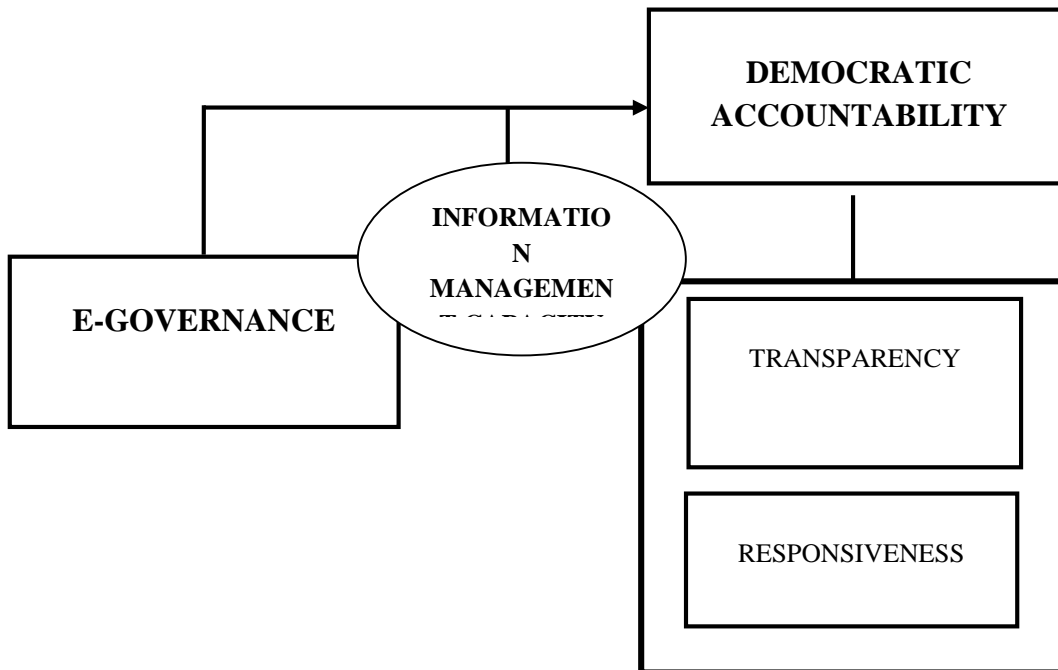 DEMOCRATIC
ACCOUNTABILITY
INFORMATIO
N
MANAGEMEN
E-GOVERNANCE
TRANSPARENCY
RESPONSIVENESS